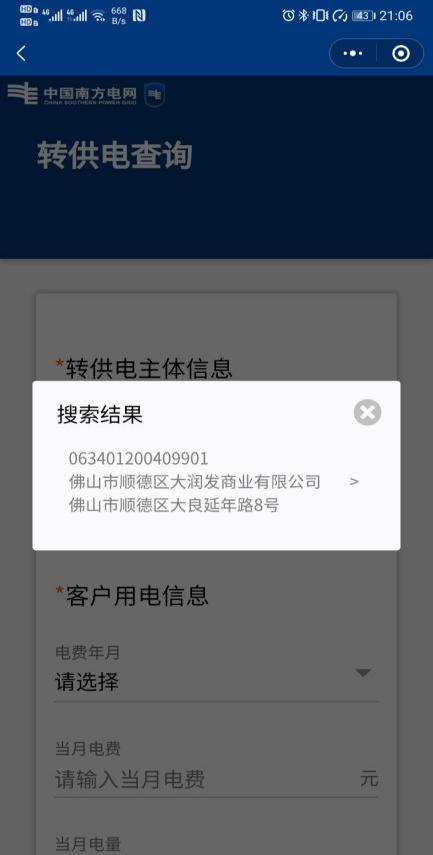 HD 4G 4G 668 B/s N 43 21:06
中国南方电网
CHINA SOUTHERN POWER GRID
转供电查询
*转供电主体信息
搜索结果
063401200409901
佛山市顺德区大润发商业有限公司 >
佛山市顺德区大良延年路8号
*客户用电信息
电费年月
请选择
当月电费
请输入当月电费 元
当月电量